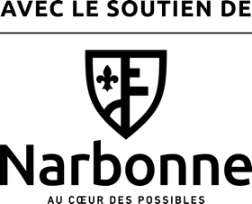 AVEC LE SOUTIEN DE
Narbonne
AU CŒUR DES POSSIBLES